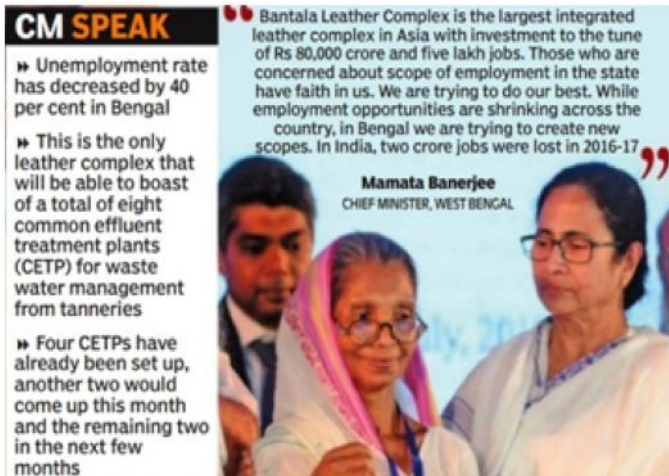 CM SPEAK
»» Unemployment rate
has decreased by 40
per cent in Bengal
»» This is the only
leather complex that
will be able to boast
of a total of eight
common effluent
treatment plants
(CETP) for waste
water management
from tanneries
»» Four CETPs have
already been set up,
another two would
come up this month
and the remaining two
in the next few
months
“ Bantala Leather Complex is the largest integrated
leather complex in Asia with investment to the tune
of Rs 80,000 crore and five lakh jobs. Those who are
concerned about scope of employment in the state
have faith in us. We are trying to do our best. While
employment opportunities are shrinking across the
country, in Bengal we are trying to create new
scopes. In India, two crore jobs were lost in 2016-17 ”
Mamata Banerjee
CHIEF MINISTER, WEST BENGAL